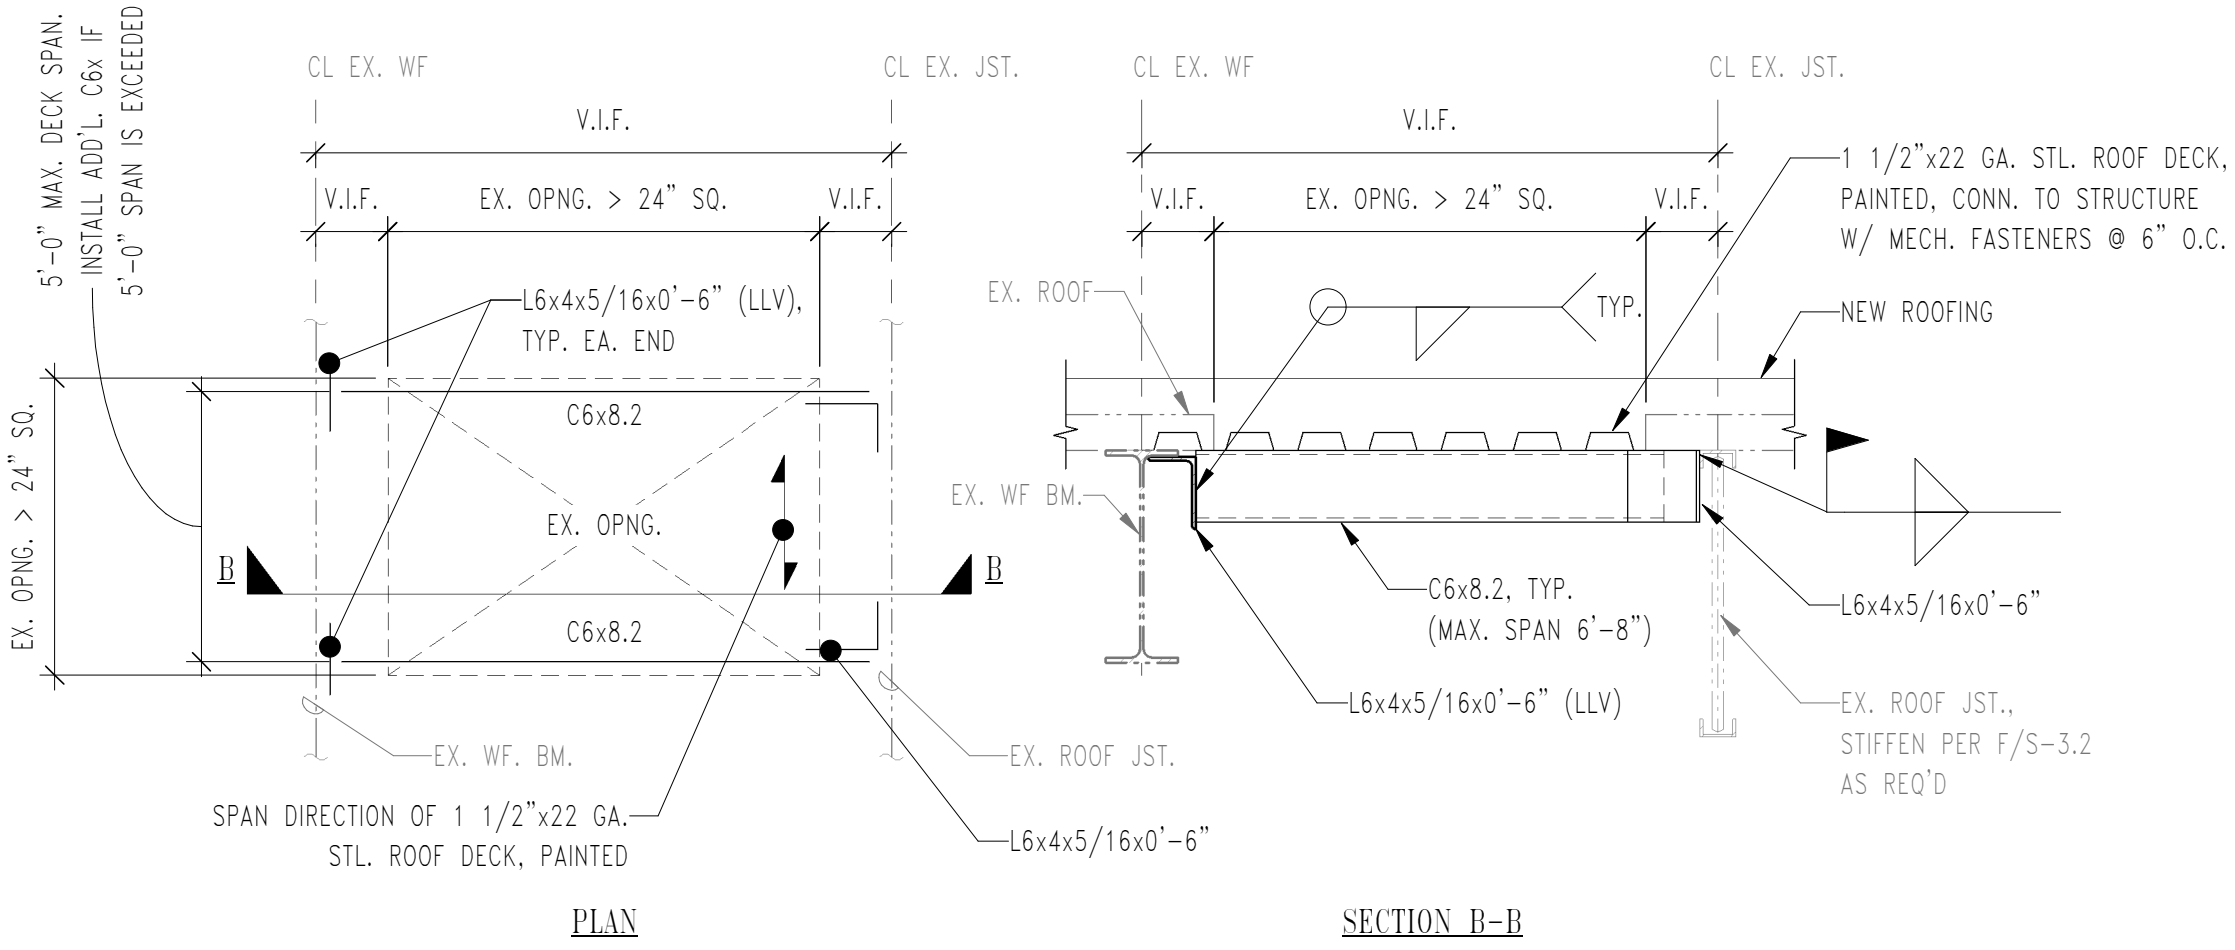 5'-0" MAX. DECK SPAN.
INSTALL ADD'L. C6x IF
5'-0" SPAN IS EXCEEDED
CL EX. WF
CL EX. JST.
V.I.F.
V.I.F.
EX. OPNG. > 24" SQ.
V.I.F.
L6x4x5/16x0'-6" (LLV),
TYP. EA. END
EX. OPNG. > 24" SQ.
C6x8.2
EX. OPNG.
B
B
C6x8.2
EX. WF. BM.
EX. ROOF JST.
SPAN DIRECTION OF 1 1/2"x22 GA.
STL. ROOF DECK, PAINTED
L6x4x5/16x0'-6"
PLAN
CL EX. WF
CL EX. JST.
V.I.F.
V.I.F.
EX. OPNG. > 24" SQ.
V.I.F.
1 1/2"x22 GA. STL. ROOF DECK,
PAINTED, CONN. TO STRUCTURE
W/ MECH. FASTENERS @ 6" O.C.
EX. ROOF
TYP.
NEW ROOFING
EX. WF BM.
C6x8.2, TYP.
(MAX. SPAN 6'-8")
L6x4x5/16x0'-6"
L6x4x5/16x0'-6" (LLV)
EX. ROOF JST.,
STIFFEN PER F/S-3.2
AS REQ'D
SECTION B-B